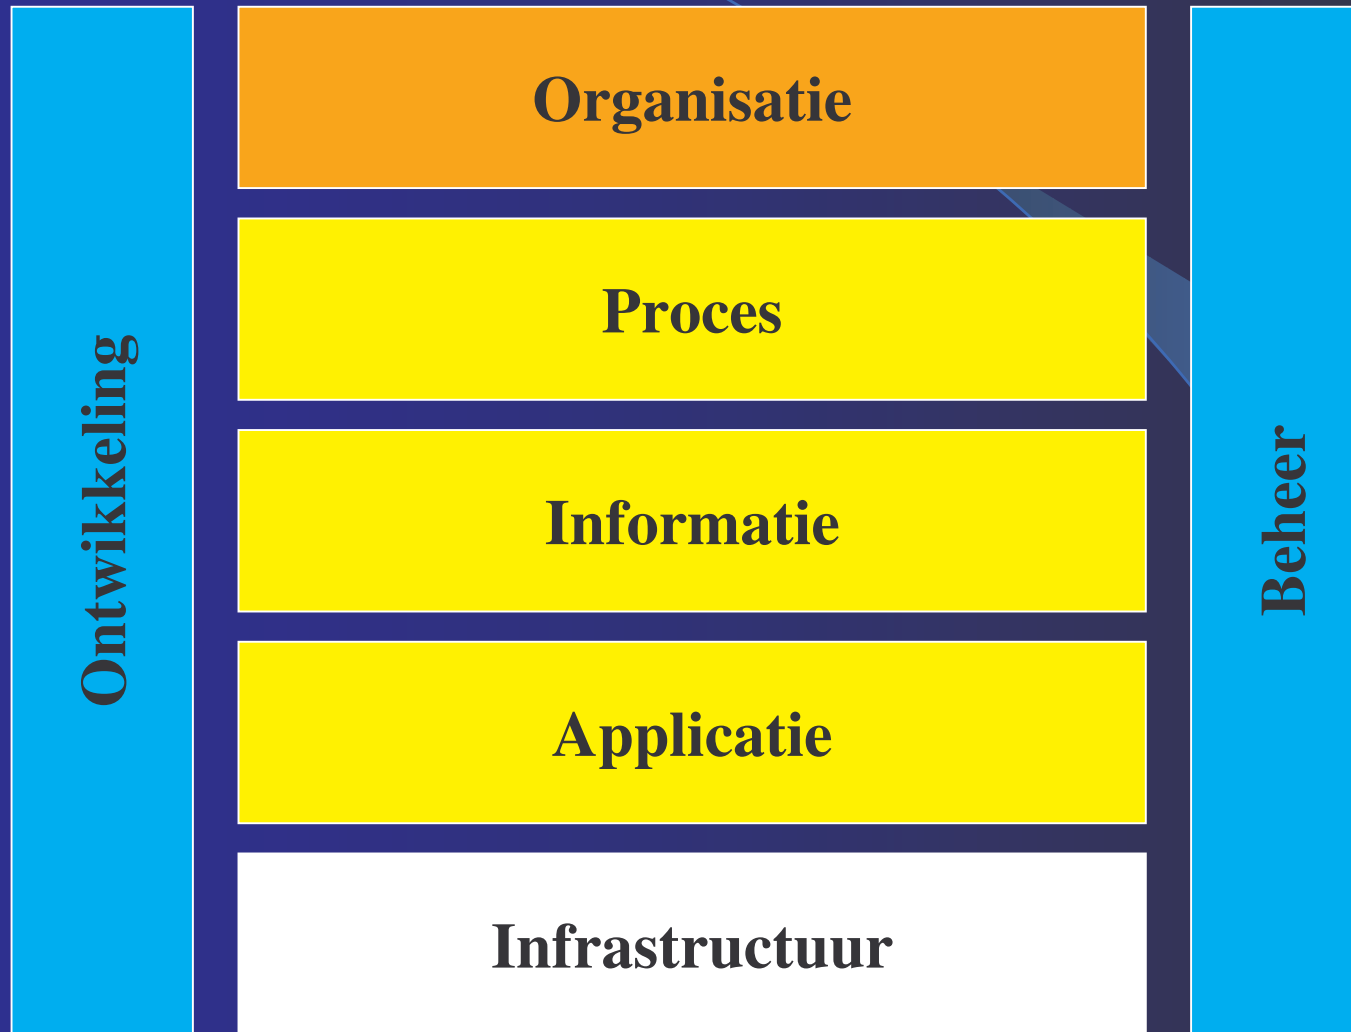 Ontwikkeling
Organisatie
Proces
Informatie
Applicatie
Infrastructuur
Beheer